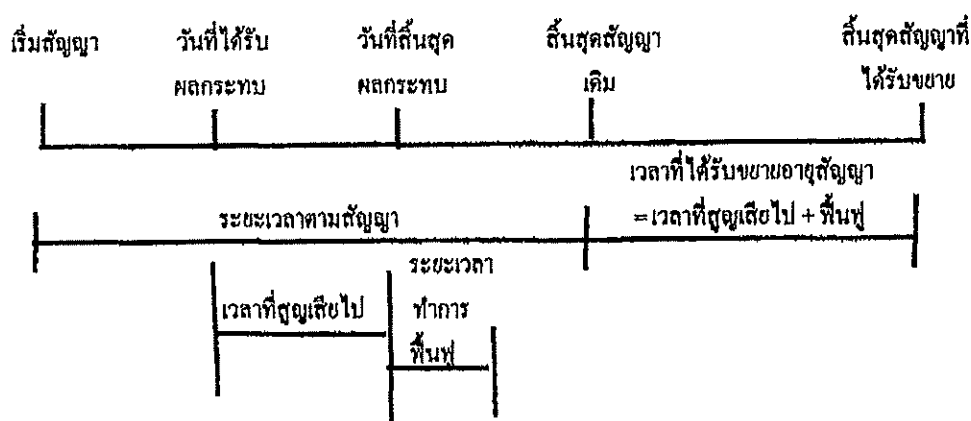 เริ่มสัญญา วันที่ได้รับ วันที่สิ้นสุด สิ้นสุดสัญญา สิ้นสุดสัญญาที่
ผลกระทบ ผลกระทบ เดิม ได้รับขยาย
เวลาที่ได้รับขยายอายุสัญญา
ระยะเวลาตามสัญญา =เวลาที่สูญเสียไป + ฟื้นฟู
ระยะเวลา
เวลาที่สูญเสียไป ทำการ
ฟื้นฟู